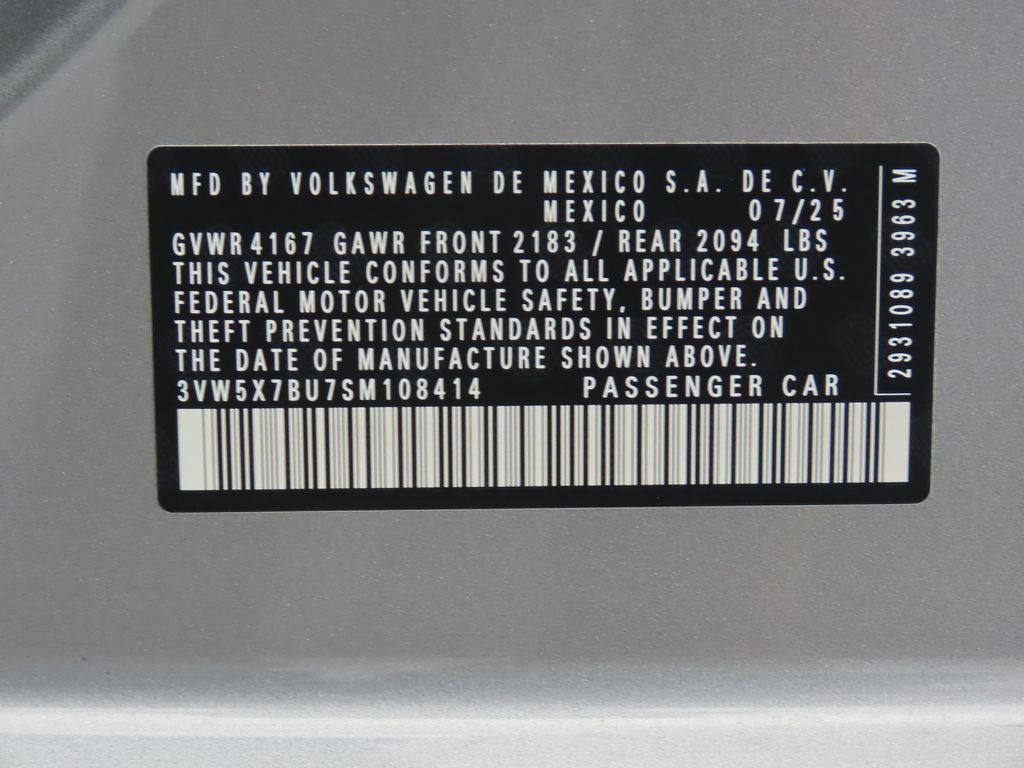 MFD BY VOLKSWAGEN DE MEXICO S.A. DE C.V.
MEXICO 07/25
GVWR 4167 GAWR FRONT 2183 / REAR 2094 LBS
THIS VEHICLE CONFORMS TO ALL APPLICABLE U.S.
FEDERAL MOTOR VEHICLE SAFETY, BUMPER AND
THEFT PREVENTION STANDARDS IN EFFECT ON
THE DATE OF MANUFACTURE SHOWN ABOVE.
3VW5X7BU7SM108414 PASSENGER CAR
2931089 3963 M